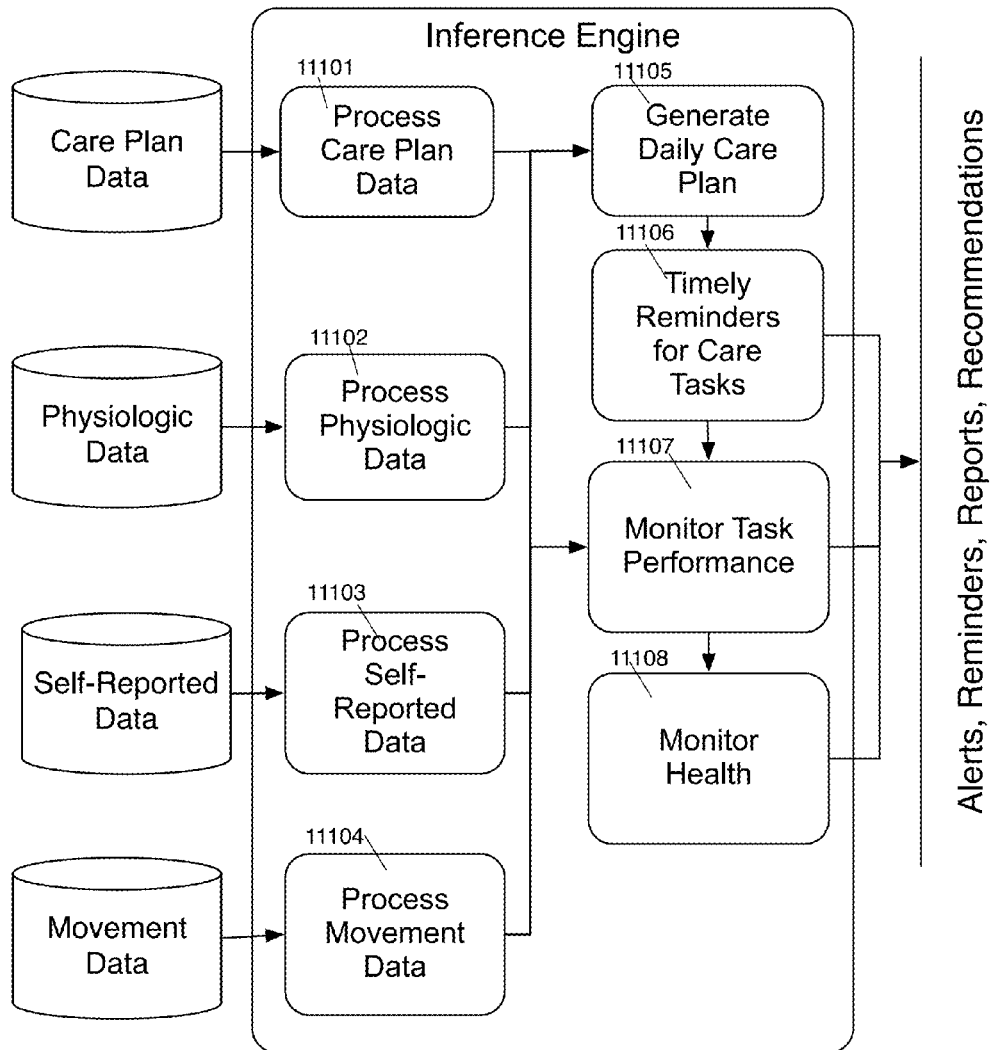 Inference Engine
11101
11105
Care Plan
Data
Process
Care Plan
Data
Generate
Daily Care
Plan
11106
Timely
Reminders
for Care
Tasks
11102
Physiologic
Data
Process
Physiologic
Data
11107
Monitor Task
Performance
11103
Self-Reported
Data
Process
Self-
Reported
Data
11108
Monitor
Health
11104
Movement
Data
Process
Movement
Data
Alerts, Reminders, Reports, Recommendations